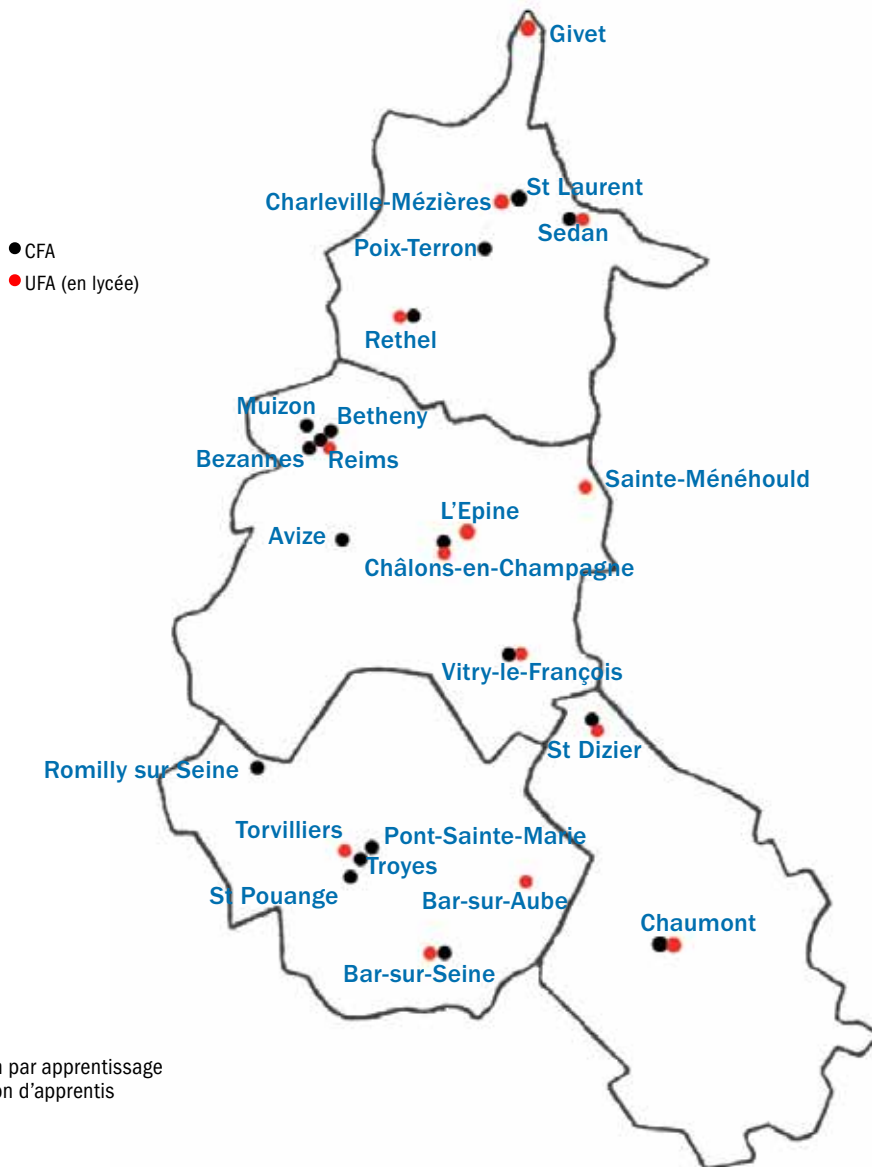 Givet
St Laurent
Charleville-Mézières
Sedan
CFA
Poix-Terron
UFA (en lycée)
Rethel
Muizon
Betheny
Bezannes
Reims
Sainte-Ménéhould
L'Epine
Avize
Châlons-en-Champagne
Vitry-le-François
St Dizier
Romilly sur Seine
Torvilliers
Pont-Sainte-Marie
Troyes
St Pouange
Bar-sur-Aube
Chaumont
Bar-sur-Seine
par apprentissage
d'apprentis